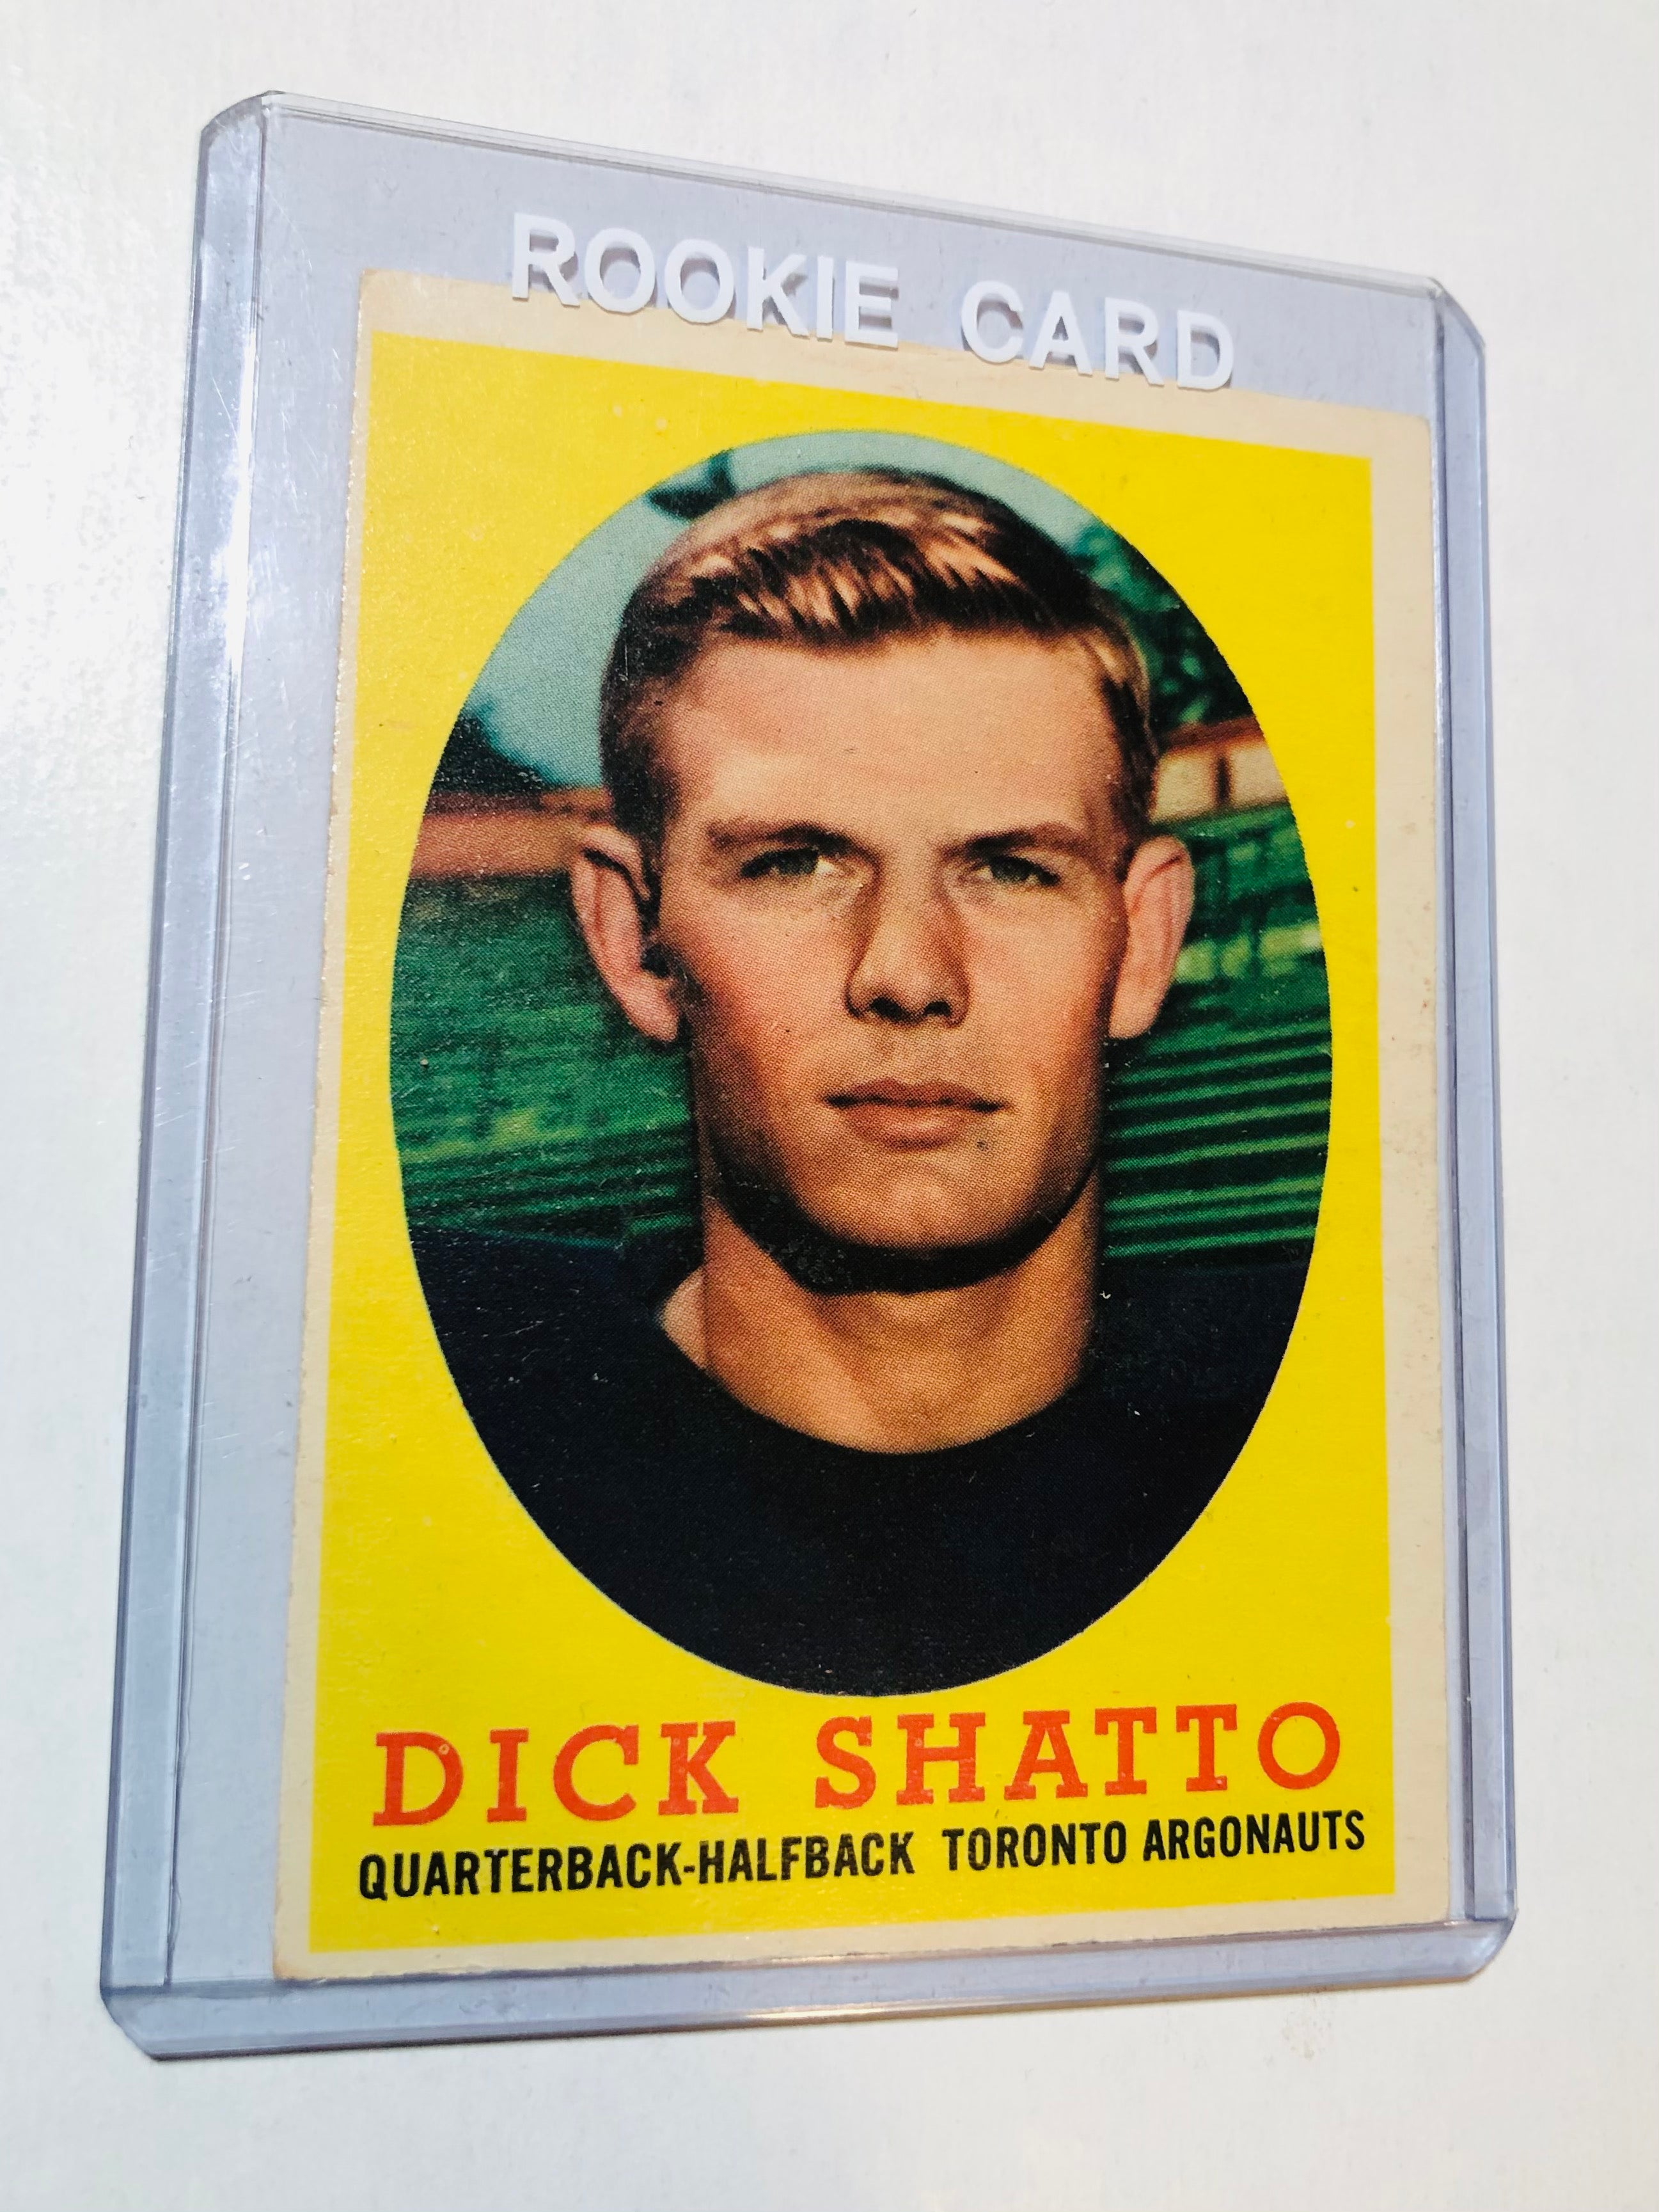 ROOKIE CARD
DICK SHATTO
QUARTERBACK-HALFBACK TORONTO ARGONAUTS